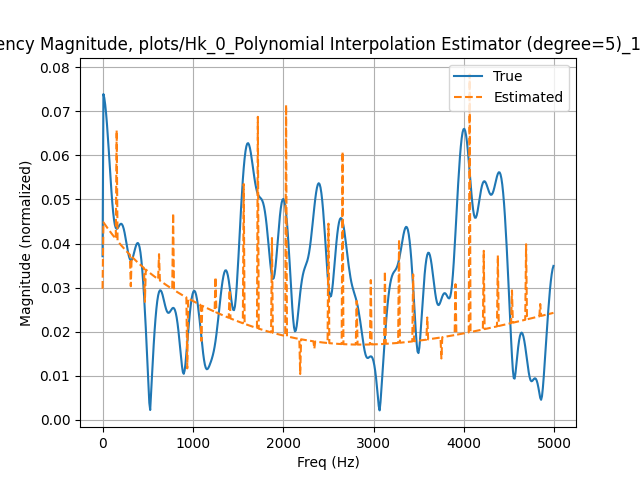 ency Magnitude, plots/Hk_0_Polynomial Interpolation Estimator (degree=5)_1
True
Estimated
0.08
0.07
0.06
0.05
0.04
0.03
0.02
0.01
0.00
Magnitude (normalized)
0 1000 2000 3000 4000 5000
Freq (Hz)